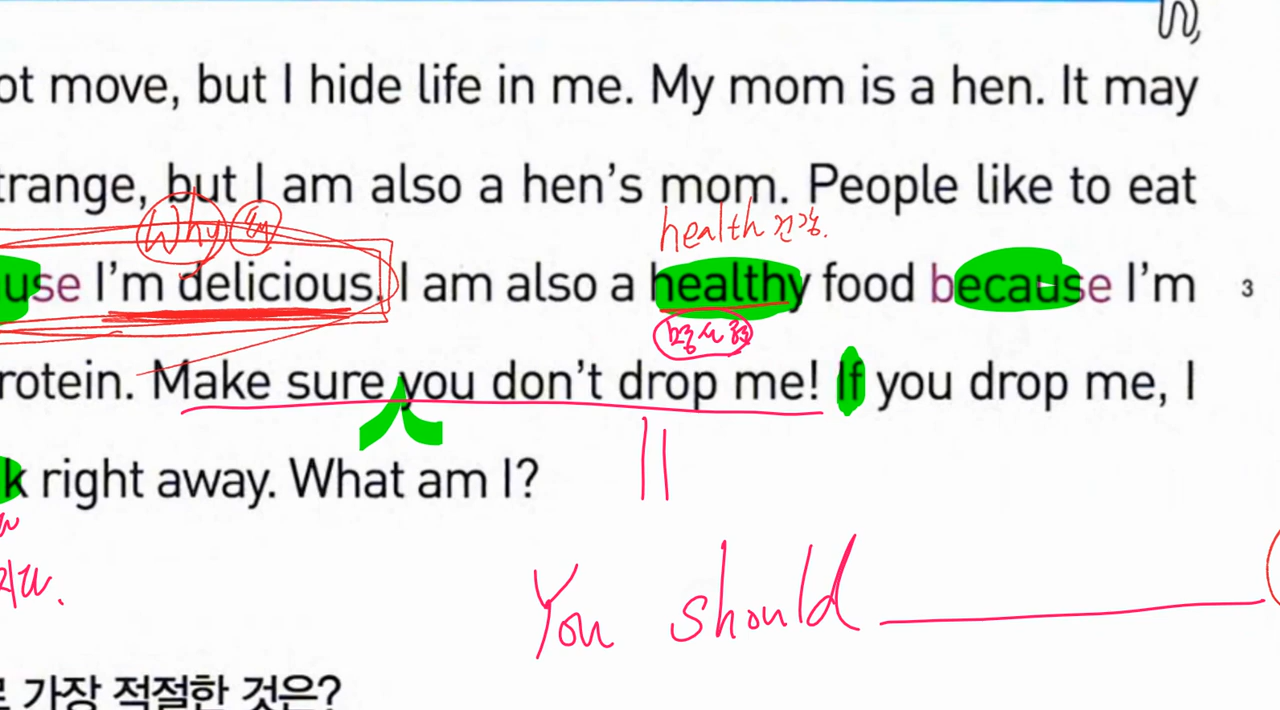 ot move, but I hide life in me. My mom is a hen. It may
trange, but I am also a hen's mom. People like to eat
Why
health 건강.
use I'm delicious. I am also a healthy food because I'm 3
형용사
rotein. Make sure you don't drop me! If you drop me, I
k right away. What am I?
You should
가장 적절한 것은?